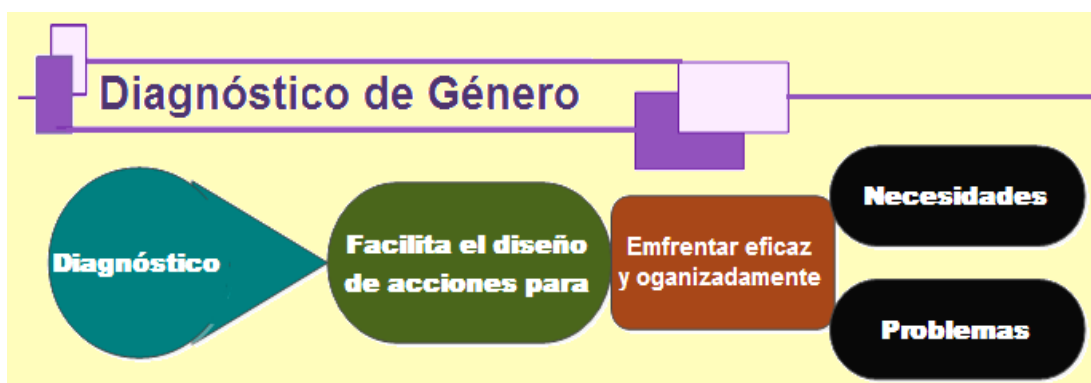 Diagnóstico de Género
Diagnóstico
Facilita el diseño
de acciones para
Emfrentar eficaz
y oganizadamente
Necesidades
Problemas